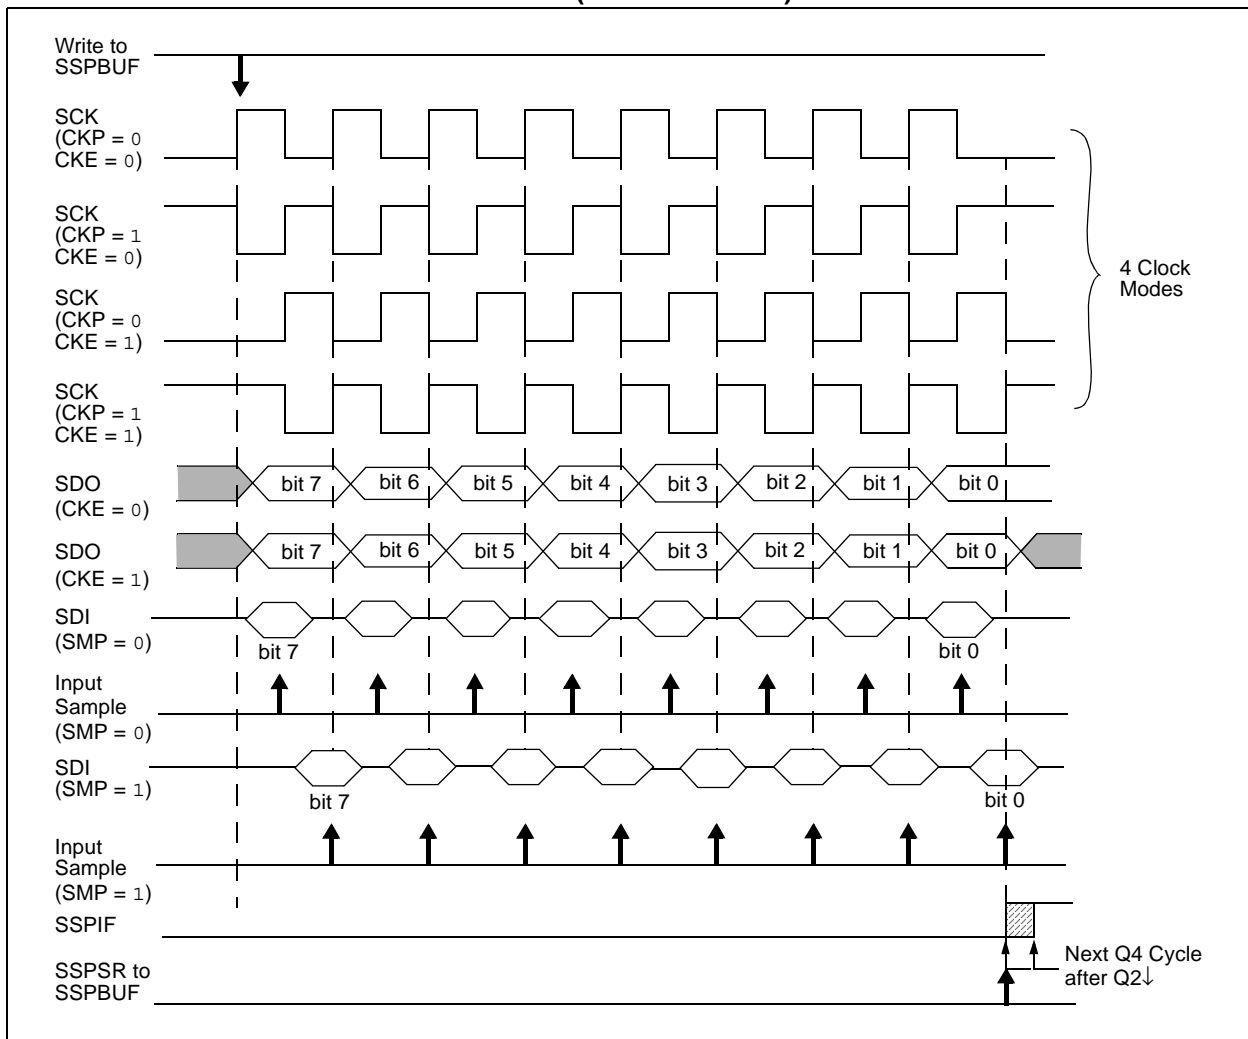 Write to
SSPBUF
SCK
(CKP = 0
CKE = 0)
SCK
(CKP = 1
CKE = 0)
4 Clock
Modes
SCK
(CKP = 0
CKE = 1)
SCK
(CKP = 1
CKE = 1)
SDO
(CKE = 0)
bit 7 bit 6 bit 5 bit 4 bit 3 bit 2 bit 1 bit 0
SDO
(CKE = 1)
bit 7 bit 6 bit 5 bit 4 bit 3 bit 2 bit 1 bit 0
SDI
(SMP = 0)
bit 7 bit 0
Input
Sample
(SMP = 0)
SDI
(SMP = 1)
bit 7 bit 0
Input
Sample
(SMP = 1)
SSPIF
Next Q4 Cycle
after Q2↓
SSPSR to
SSPBUF